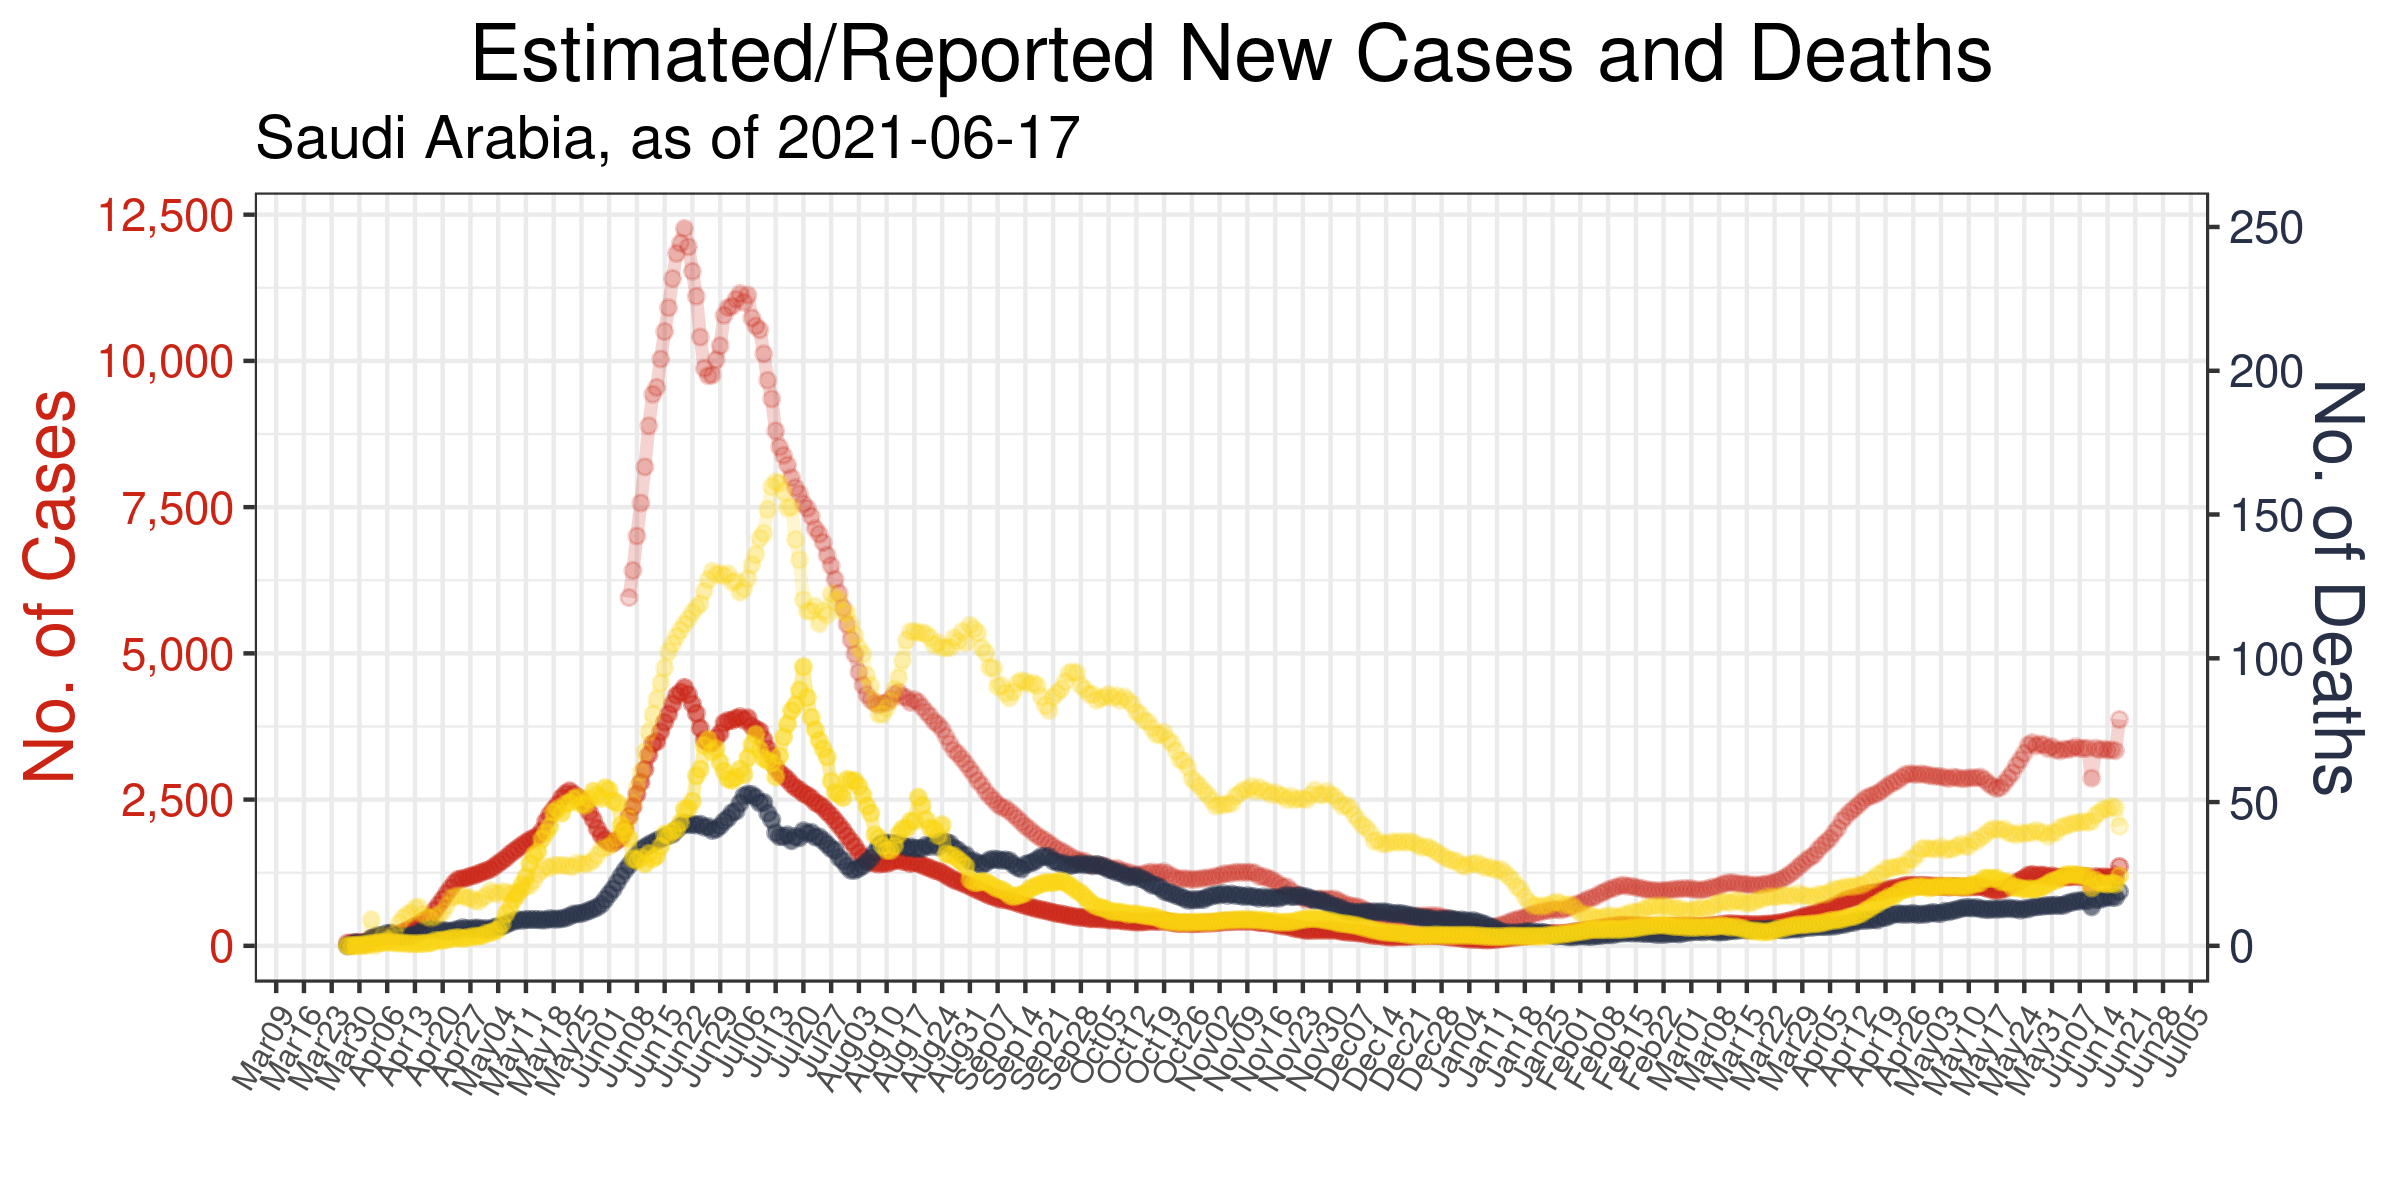 Estimated/Reported New Cases and Deaths
Saudi Arabia, as of 2021-06-17
No. of Cases
12,500
10,000
7,500
5,000
2,500
0
250
200
150
100
50
0
No. of Deaths
Mar09
Mar16
Mar23
Mar30
Apr06
Apr13
Apr20
Apr27
May04
May11
May18
May25
Jun01
Jun08
Jun15
Jun22
Jun29
Jul06
Jul13
Jul20
Jul27
Aug03
Aug10
Aug17
Aug24
Aug31
Sep07
Sep14
Sep21
Sep28
Oct05
Oct12
Oct19
Oct26
Nov02
Nov09
Nov16
Nov23
Nov30
Dec07
Dec14
Dec21
Dec28
Jan04
Jan11
Jan18
Jan25
Feb01
Feb08
Feb15
Feb22
Mar01
Mar08
Mar15
Mar22
Mar29
Apr05
Apr12
Apr19
Apr26
May03
May10
May17
May24
May31
Jun07
Jun14
Jun21
Jun28
Jul05